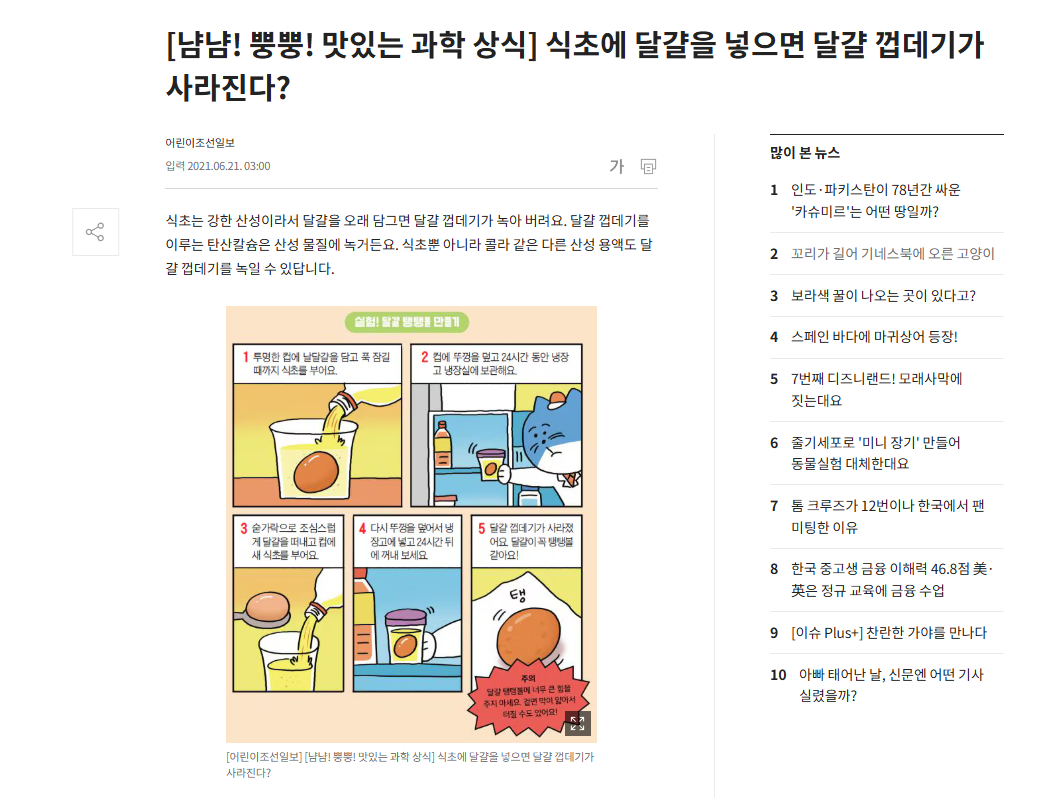 [냠냠! 뿡뿡! 맛있는 과학 상식] 식초에 달걀을 넣으면 달걀 껍데기가
사라진다?
어린이조선일보
입력 2021.06.21. 03:00
가
식초는 강한 산성이라서 달걀을 오래 담그면 달걀 껍데기가 녹아 버려요. 달걀 껍데기를
이루는 탄산칼슘은 산성 물질에 녹거든요. 식초뿐 아니라 콜라 같은 다른 산성 용액도 달
걀 껍데기를 녹일 수 있답니다.
실험! 달걀 탱탱볼 만들기
1 투명한 컵에 날달걀을 담고 푹 잠길
때까지 식초를 부어요.
2 컵에 뚜껑을 덮고 24시간 동안 냉장
고 냉장실에 보관해요.
3 숟가락으로 조심스럽
게 달걀을 떠내고 컵에
새 식초를 부어요.
4 다시 뚜껑을 덮어서 냉
장고에 넣고 24시간 뒤
에 꺼내 보세요.
5 달걀 껍데기가 사라졌
어요. 달걀이 꼭 탱탱볼
같아요!
탱
주의
달걀 탱탱볼에 너무 큰 힘을
주지 마세요. 겉면 막이 얇아서
터질 수도 있어요!
[어린이조선일보] [냠냠! 뿡뿡! 맛있는 과학 상식] 식초에 달걀을 넣으면 달걀 껍데기가
사라진다?
많이 본 뉴스
1 인도·파키스탄이 78년간 싸운
'카슈미르'는 어떤 땅일까?
2 꼬리가 길어 기네스북에 오른 고양이
3 보라색 꿀이 나오는 곳이 있다고?
4 스페인 바다에 마귀상어 등장!
5 7번째 디즈니랜드! 모래사막에
짓는대요
6 줄기세포로 '미니 장기' 만들어
동물실험 대체한대요
7 톰 크루즈가 12번이나 한국에서 팬
미팅한 이유
8 한국 중고생 금융 이해력 46.8점 美·
英은 정규 교육에 금융 수업
9 [이슈 Plus+] 찬란한 가야를 만나다
10 아빠 태어난 날, 신문엔 어떤 기사
실렸을까?